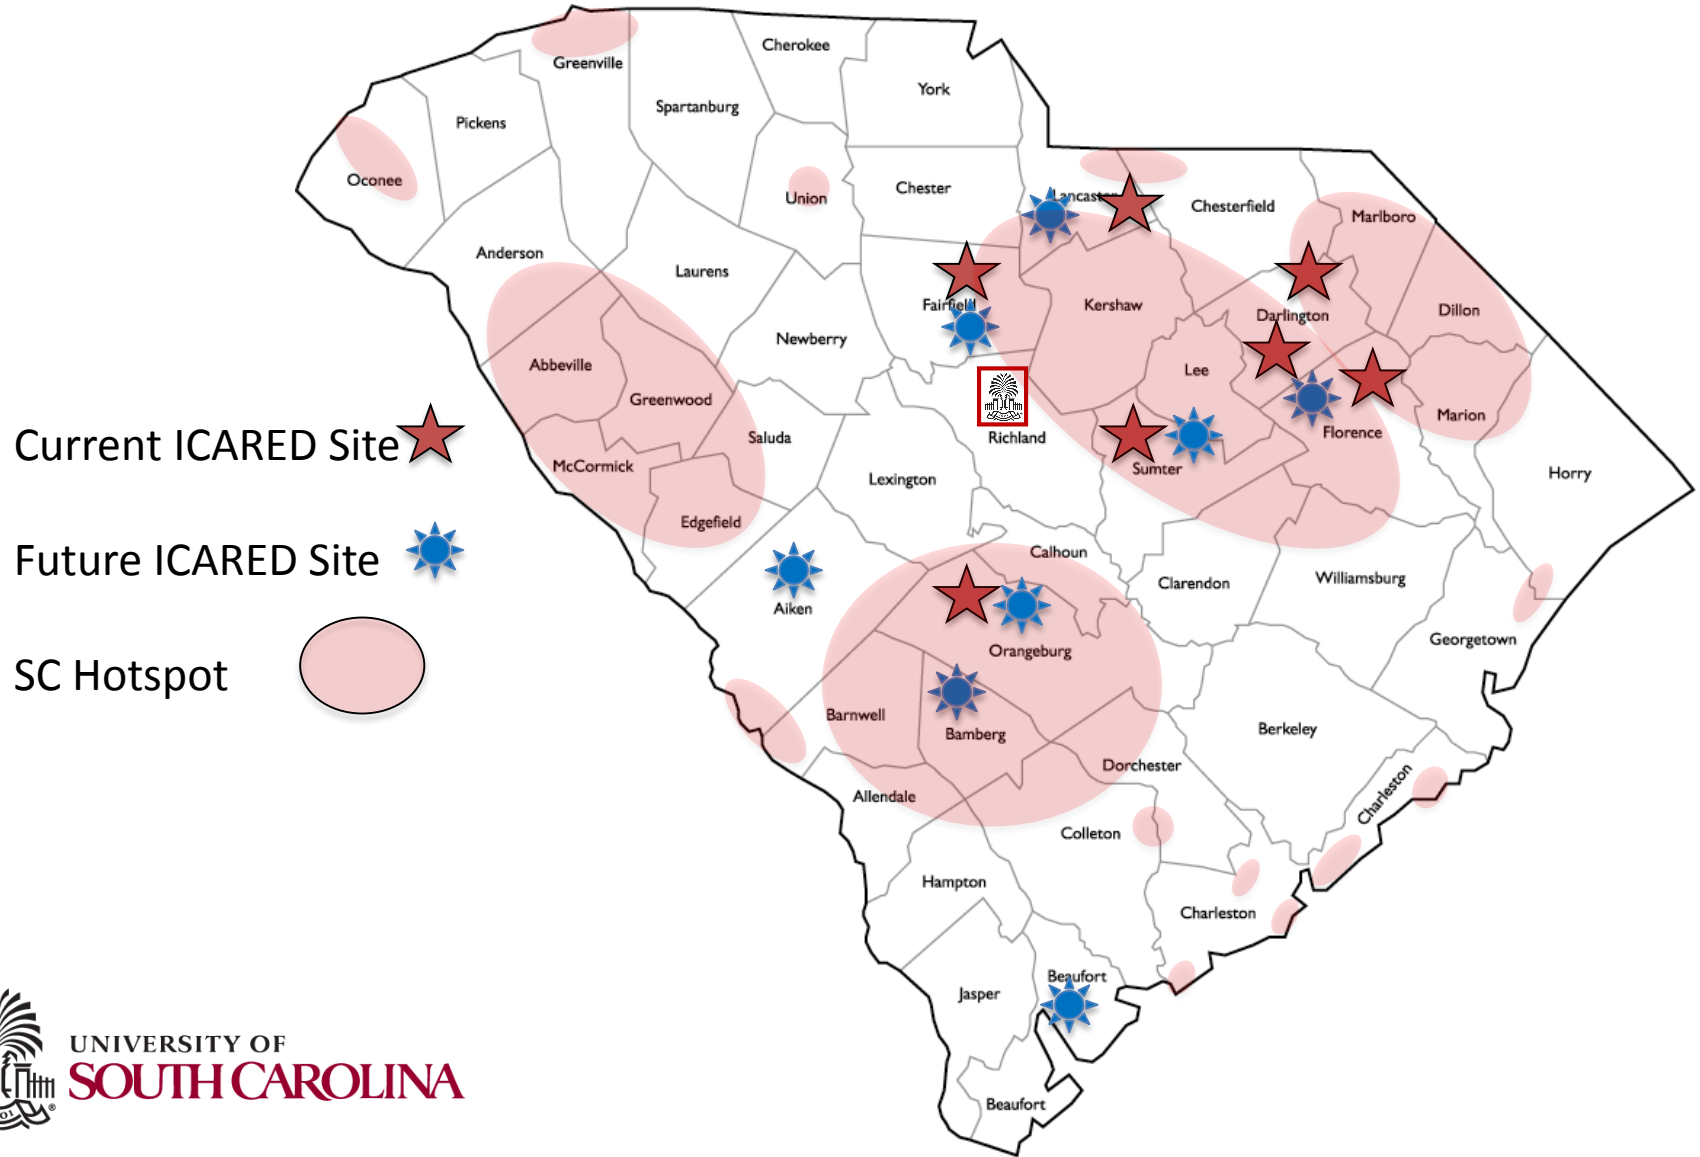 Cherokee
Greenville
York
Spartanburg
Pickens
Oconee
Union
Chester
Lancaster
Chesterfield
Marlboro
Anderson
Laurens
Fairfield
Kershaw
Darlington
Dillon
Newberry
Abbeville
Greenwood
Lee
Marion
Saluda
Richland
Florence
Current ICARED Site
McCormick
Lexington
Sumter
Horry
Edgefield
Future ICARED Site
Calhoun
Aiken
Clarendon
Williamsburg
Orangeburg
Georgetown
SC Hotspot
Barnwell
Bamberg
Berkeley
Dorchester
Allendale
Charleston
Colleton
Hampton
Charleston
Beaufort
Jasper
UNIVERSITY OF
SOUTH CAROLINA
Beaufort